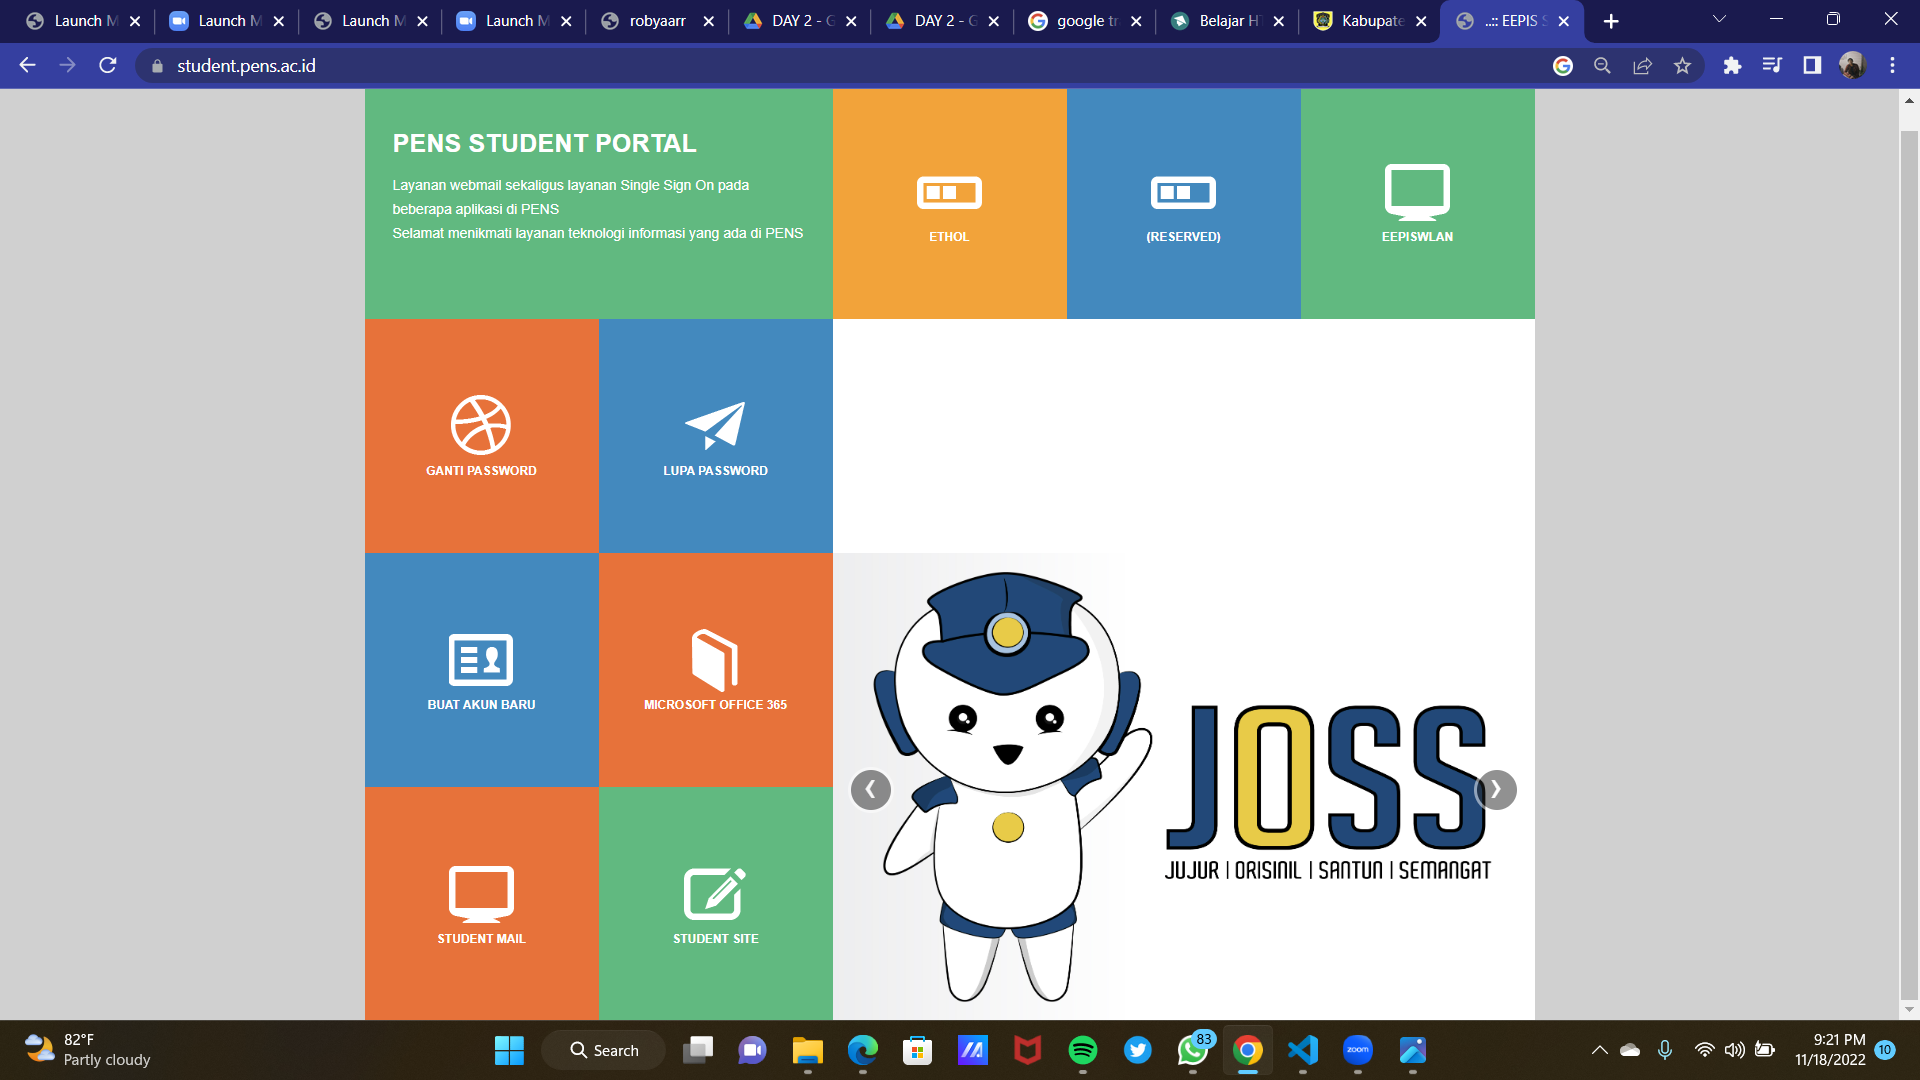 Launch M
Launch M
Launch M
Launch M
robyaarr
DAY 2 - G
DAY 2 - G
google tr
Belajar HT
Kabupate
..:: EEPIS S
student.pens.ac.id
PENS STUDENT PORTAL
Layanan webmail sekaligus layanan Single Sign On pada
beberapa aplikasi di PENS
Selamat menikmati layanan teknologi informasi yang ada di PENS
ETHOL
(RESERVED)
EEPISWLAN
GANTI PASSWORD
LUPA PASSWORD
BUAT AKUN BARU
MICROSOFT OFFICE 365
STUDENT MAIL
STUDENT SITE
JOSS
JUJUR | ORISINIL | SANTUN | SEMANGAT
82°F
Partly cloudy
Search
83
zoom
9:21 PM
11/18/2022
10